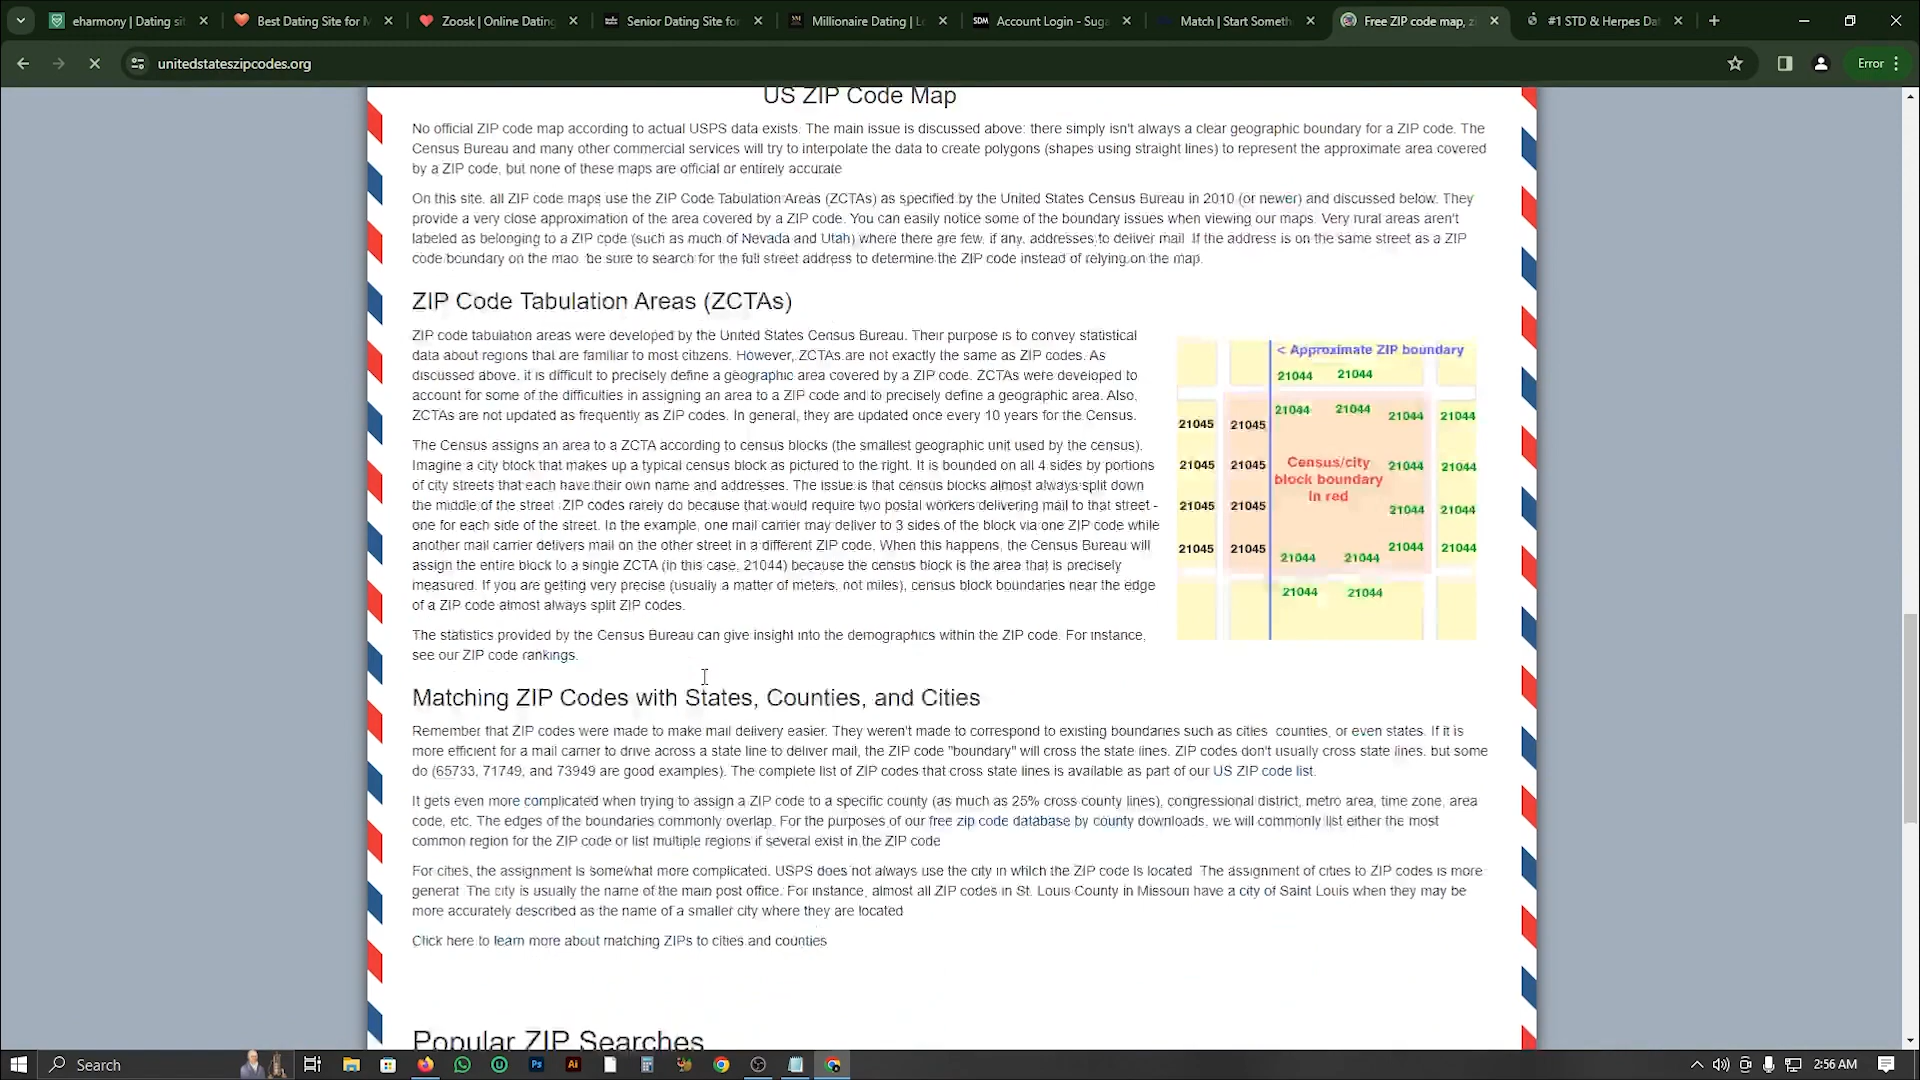 eharmony | Dating sit
Best Dating Site for M
Zoosk | Online Dating
Senior Dating Site for
Millionaire Dating | L
SDM
Account Login - Suga
Match | Start Someth
Free ZIP code map, z
#1 STD & Herpes Dat
unitedstateszipcodes.org
Error
US ZIP Code Map
No official ZIP code map according to actual USPS data exists. The main issue is discussed above: there simply isn't always a clear geographic boundary for a ZIP code. The
Census Bureau and many other commercial services will try to interpolate the data to create polygons (shapes using straight lines) to represent the approximate area covered
by a ZIP code, but none of these maps are official or entirely accurate
On this site, all ZIP code maps use the ZIP Code Tabulation Areas (ZCTAs) as specified by the United States Census Bureau in 2010 (or newer) and discussed below. They
provide a very close approximation of the area covered by a ZIP code. You can easily notice some of the boundary issues when viewing our maps. Very rural areas aren't
labeled as belonging to a ZIP code (such as much of Nevada and Utah) where there are few, if any, addresses to deliver mail. If the address is on the same street as a ZIP
code boundary on the map, be sure to search for the full street address to determine the ZIP code instead of relying on the map.
ZIP Code Tabulation Areas (ZCTAs)
ZIP code tabulation areas were developed by the United States Census Bureau. Their purpose is to convey statistical
data about regions that are familiar to most citizens. However, ZCTAs are not exactly the same as ZIP codes. As
discussed above, it is difficult to precisely define a geographic area covered by a ZIP code. ZCTAs were developed to
account for some of the difficulties in assigning an area to a ZIP code and to precisely define a geographic area. Also,
ZCTAs are not updated as frequently as ZIP codes. In general, they are updated once every 10 years for the Census.
The Census assigns an area to a ZCTA according to census blocks (the smallest geographic unit used by the census).
Imagine a city block that makes up a typical census block as pictured to the right. It is bounded on all 4 sides by portions
of city streets that each have their own name and addresses. The issue is that census blocks almost always split down
the middle of the street. ZIP codes rarely do because that would require two postal workers delivering mail to that street -
one for each side of the street. In the example, one mail carrier may deliver to 3 sides of the block via one ZIP code while
another mail carrier delivers mail on the other street in a different ZIP code. When this happens, the Census Bureau will
assign the entire block to a single ZCTA (in this case, 21044) because the census block is the area that is precisely
measured. If you are getting very precise (usually a matter of meters, not miles), census block boundaries near the edge
of a ZIP code almost always split ZIP codes.
The statistics provided by the Census Bureau can give insight into the demographics within the ZIP code. For instance,
see our ZIP code rankings.
< Approximate ZIP boundary
21044 21044
21044 21044 21044 21044
21045 21045
Census/city
block boundary
in red
21045 21045 21044 21044
21045 21045 21044 21044
21045 21045 21044 21044 21044 21044
21044 21044
Matching ZIP Codes with States, Counties, and Cities
Remember that ZIP codes were made to make mail delivery easier. They weren't made to correspond to existing boundaries such as cities, counties, or even states. If it is
more efficient for a mail carrier to drive across a state line to deliver mail, the ZIP code "boundary" will cross the state lines. ZIP codes don't usually cross state lines, but some
do (65733, 71749, and 73949 are good examples). The complete list of ZIP codes that cross state lines is available as part of our US ZIP code list.
It gets even more complicated when trying to assign a ZIP code to a specific county (as much as 25% cross county lines), congressional district, metro area, time zone, area
code, etc. The edges of the boundaries commonly overlap. For the purposes of our free zip code database by county downloads, we will commonly list either the most
common region for the ZIP code or list multiple regions if several exist in the ZIP code
For cities, the assignment is somewhat more complicated. USPS does not always use the city in which the ZIP code is located. The assignment of cities to ZIP codes is more
general. The city is usually the name of the main post office. For instance, almost all ZIP codes in St. Louis County in Missouri have a city of Saint Louis when they may be
more accurately described as the name of a smaller city where they are located
Click here to learn more about matching ZIPs to cities and counties
Popular ZIP Searches
Search
Ps
Ai
2:56 AM